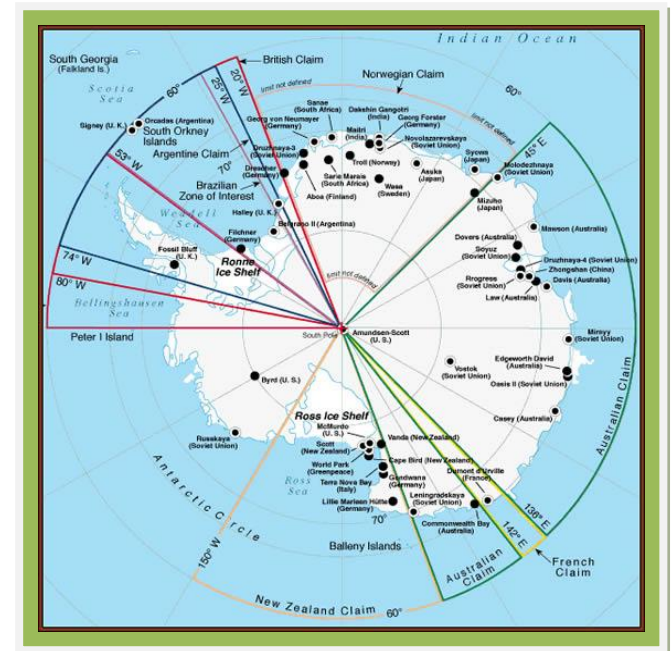 Indian Ocean
South Georgia
(Falkland Is.)
Scotia
Sea
60°
25° W
20° W
British Claim
Norwegian Claim
limit not defined
limit not defined
60°
Signey (U. K.)
Orcadas (Argentina)
South Orkney
Islands
Argentine Claim
70°
Brazilian
Zone of Interest
53° W
Weddell
Sea
Georg von Neumayer
(Germany)
Sanae
(South Africa)
Dakshin Gangotri
(India)
Maitri
(India)
Georg Forster
(Germany)
Novolazarevskaya
(Soviet Union)
Druzhnaya-3
(Soviet Union)
Drescher
(Germany)
Aboa (Finland)
Sarie Marais
(South Africa)
Troll (Norway)
Wasa
(Sweden)
Asuka
(Japan)
Syowa
(Japan)
45° E
Molodezhnaya
(Soviet Union)
Mizuho
(Japan)
Halley (U. K.)
Belgrano II (Argentina)
Filchner
(Germany)
Fossil Bluff
(U. K.)
Ronne
Ice Shelf
74° W
80° W
Bellingshausen
Sea
Peter I Island
limit not defined
South Pole
Amundsen-Scott
(U. S.)
Mawson (Australia)
Dovers (Australia)
Soyuz
(Soviet Union)
Druzhnaya-4 (Soviet Union)
Zhongshan (China)
Rrogress
(Soviet Union)
Davis (Australia)
Law (Australia)
Mirnyy
(Soviet Union)
Edgeworth David
(Australia)
Oasis II (Soviet Union)
Vostok
(Soviet Union)
Casey (Australia)
Australian Claim
Byrd (U. S.)
Russkaya
(Soviet Union)
Ross Ice Shelf
McMurdo
(U. S.)
Scott
(New Zealand)
Vanda (New Zealand)
World Park
(Greenpeace)
Cape Bird (New Zealand)
Terra Nova Bay
(Italy)
Gondwana
(Germany)
Dumont d'Urville
(France)
Ross
Sea
Lillie Marleen Hütte
(Germany)
Leningradskaya
(Soviet Union)
Commonwealth Bay
(Australia)
70°
Balleny Islands
136° E
142° E
French
Claim
Australian
Claim
Antarctic Circle
150° W
New Zealand Claim
60°